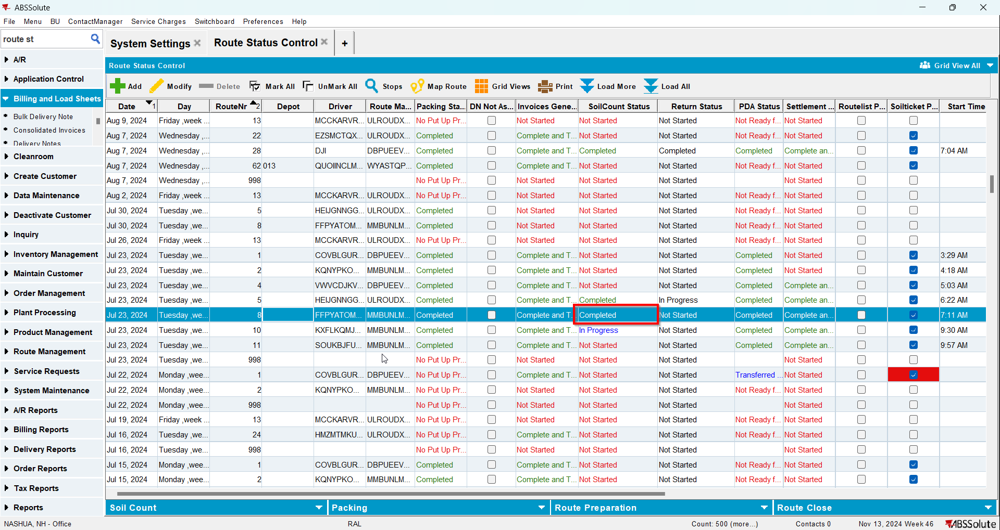 ABSSolute
File Menu BU ContactManager Service Charges Switchboard Preferences Help
route st
System Settings Route Status Control +
Route Status Control Grid View All
Add Modify Delete Mark All UnMark All Stops Map Route Grid Views Print Load More Load All
A/R
Application Control
Billing and Load Sheets
Bulk Delivery Note
Consolidated Invoices
Delivery Notes
Cleanroom
Create Customer
Data Maintenance
Deactivate Customer
Inquiry
Inventory Management
Maintain Customer
Order Management
Plant Processing
Product Management
Route Management
Service Requests
System Maintenance
A/R Reports
Billing Reports
Delivery Reports
Order Reports
Tax Reports
Reports
Date 1 Day RouteNr 2 Depot Driver Route Ma... Packing Sta... DN Not As... Invoices Gene... SoilCount Status Return Status PDA Status Settlement ... Routelist P... Soilticket P... Start Time
Aug 9, 2024 Friday ,week ... 13 MCCKARVR... ULROUDX... No Put Up Pr... Not Started Not Started Not Started Not Ready f... Not Started
Aug 7, 2024 Wednesday ,... 22 EZSMCTQX... ULROUDX... Completed Complete and T... Not Started Not Started Not Ready f... Not Started
Aug 7, 2024 Wednesday ,... 28 DJI DBPUEEV... Completed Complete and T... Completed Completed Completed Complete an... 7:04 AM
Aug 7, 2024 Wednesday ,... 62 013 QUOIINCLM... WYASTQP... Completed Complete and T... Not Started Not Started Not Ready f... Not Started
Aug 7, 2024 Wednesday ,... 998 No Put Up Pr... Not Started Not Started Not Started Not Started
Aug 2, 2024 Friday ,week ... 13 MCCKARVR... ULROUDX... No Put Up Pr... Not Started Not Started Not Started Not Ready f... Not Started
Jul 30, 2024 Tuesday ,we... 5 HEIJGNNGG... ULROUDX... Completed Not Started Not Started Not Started Not Ready f... Not Started
Jul 30, 2024 Tuesday ,we... 8 FFPYATOM... MMBUNLM... Completed Not Started Not Started Not Started Not Ready f... Not Started
Jul 26, 2024 Friday ,week ... 13 MCCKARVR... ULROUDX... No Put Up Pr... Not Started Not Started Not Started Not Ready f... Not Started
Jul 23, 2024 Tuesday ,we... 1 COVBLGUR... DBPUEEV... Completed Complete and T... Not Started Not Started Completed Not Started 3:29 AM
Jul 23, 2024 Tuesday ,we... 2 KQNYPKO... MMBUNLM... Completed Complete and T... Not Started Not Started Completed Not Started 4:18 AM
Jul 23, 2024 Tuesday ,we... 4 VWVCDJKV... DBPUEEV... Completed Complete and T... Not Started Not Started Completed Complete an... 5:03 AM
Jul 23, 2024 Tuesday ,we... 5 HEIJGNNGG... ULROUDX... Completed Complete and T... Completed In Progress Completed Complete an... 6:22 AM
Jul 23, 2024 Tuesday ,we... 8 FFPYATOM... MMBUNLM... Completed Complete and T... Completed Not Started Completed Complete an... 7:11 AM
Jul 23, 2024 Tuesday ,we... 10 KXFLKQMJ... MMBUNLM... Completed Complete and T... In Progress Not Started Completed Complete an... 9:30 AM
Jul 23, 2024 Tuesday ,we... 11 SOUKBJFU... MMBUNLM... Completed Complete and T... Not Started Not Started Completed Complete an... 9:57 AM
Jul 23, 2024 Tuesday ,we... 998 No Put Up Pr... Not Started Not Started Not Started Not Started
Jul 22, 2024 Monday ,wee... 1 COVBLGUR... DBPUEEV... No Put Up Pr... Complete and T... Not Started Not Started Transferred ... Not Started
Jul 22, 2024 Monday ,wee... 2 KQNYPKO... MMBUNLM... No Put Up Pr... Not Started Not Started Not Started Not Ready f... Not Started
Jul 22, 2024 Monday ,wee... 998 No Put Up Pr... Not Started Not Started Not Started Not Started
Jul 19, 2024 Friday ,week ... 13 MCCKARVR... ULROUDX... No Put Up Pr... Not Started Not Started Not Started Not Ready f... Not Started
Jul 16, 2024 Tuesday ,we... 24 HMZMTMKU... ULROUDX... No Put Up Pr... Complete and T... Not Started Not Started Not Ready f... Not Started
Jul 16, 2024 Tuesday ,we... 998 No Put Up Pr... Not Started Not Started Not Started Not Started
Jul 15, 2024 Monday ,wee... 1 COVBLGUR... DBPUEEV... Completed Complete and T... Not Started Not Started Not Ready f... Not Started
Jul 15, 2024 Monday ,wee... 2 KQNYPKO... MMBUNLM... Completed Complete and T... Not Started Not Started Not Ready f... Not Started
Soil Count Packing Route Preparation Route Close
NASHUA, NH - Office RAL Count: 500 (more...) Contacts 0 Nov 13, 2024 Week 46 ABSSolute